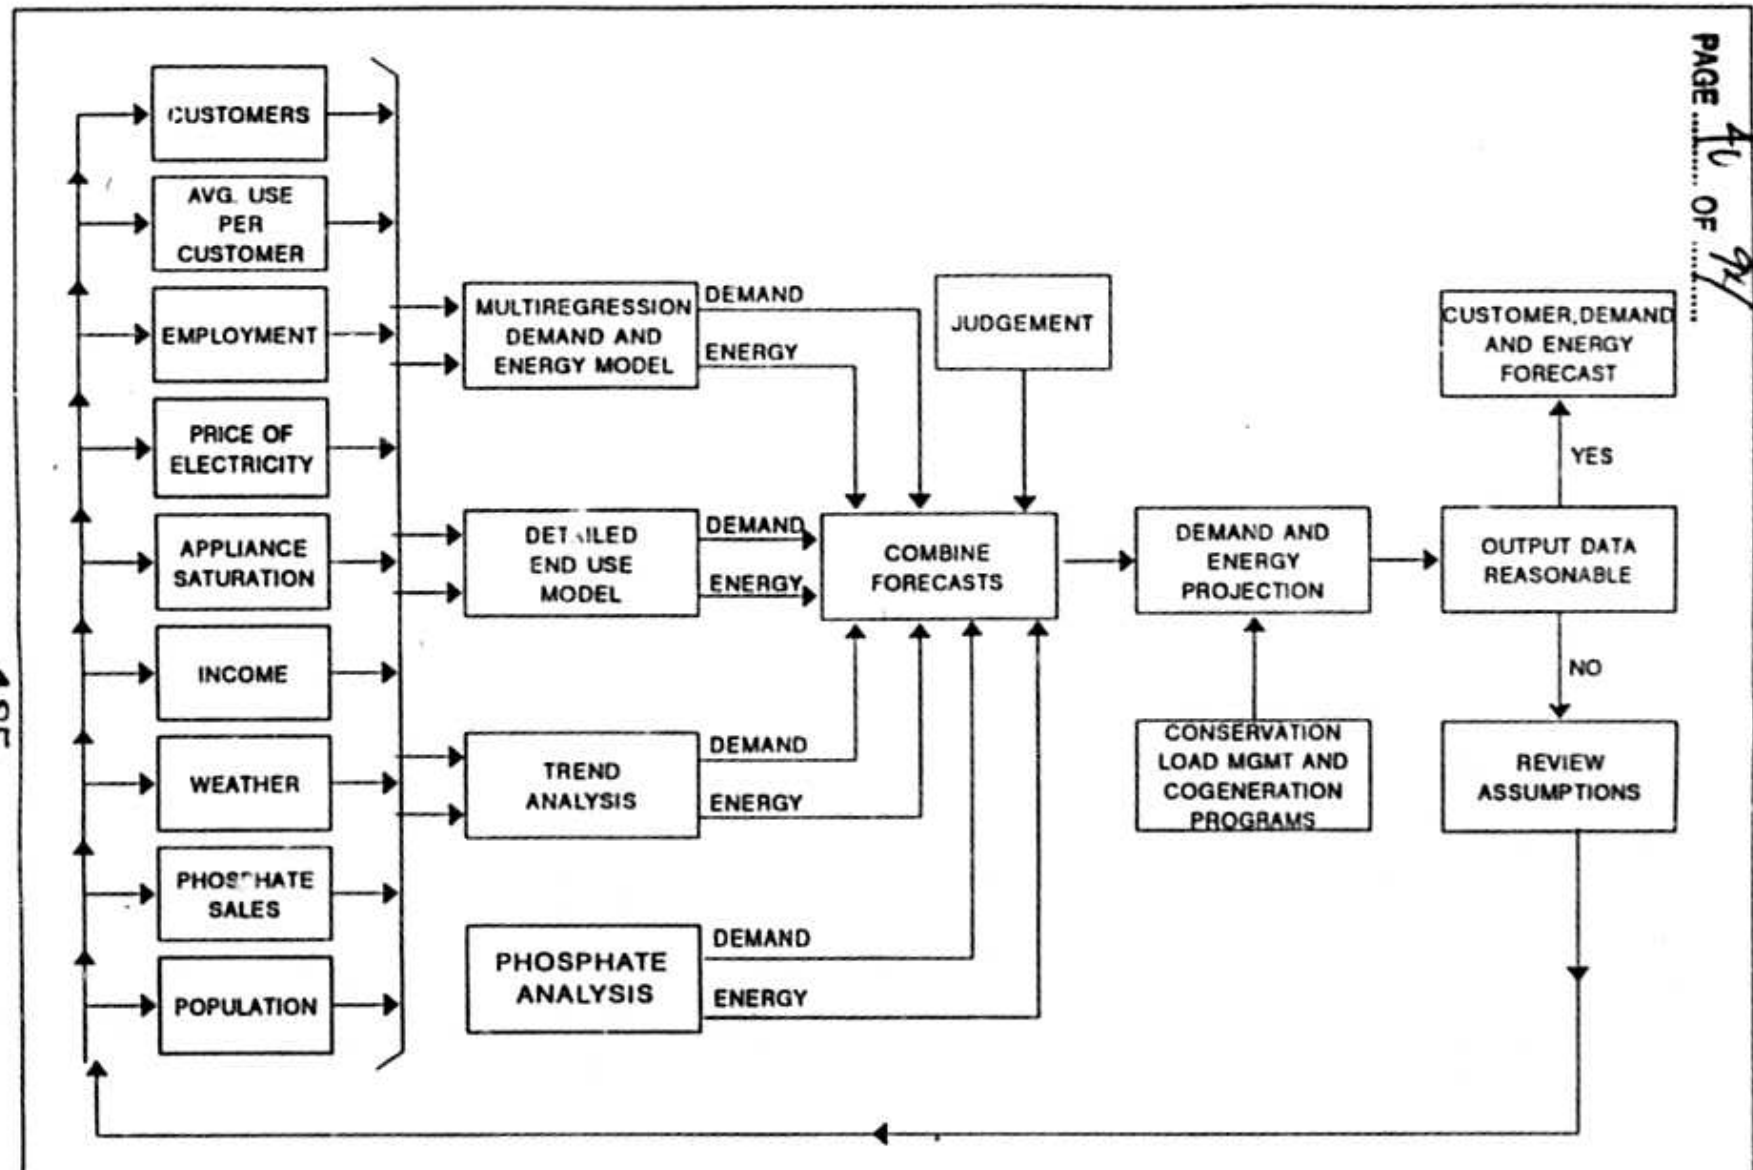 CUSTOMERS
AVG. USE
PER
CUSTOMER
EMPLOYMENT
PRICE OF
ELECTRICITY
APPLIANCE
SATURATION
INCOME
WEATHER
PHOSPHATE
SALES
POPULATION
MULTIREGRESSION
DEMAND AND
ENERGY MODEL
DEMAND
ENERGY
DETAILED
END USE
MODEL
DEMAND
ENERGY
TREND
ANALYSIS
DEMAND
ENERGY
PHOSPHATE
ANALYSIS
DEMAND
ENERGY
JUDGEMENT
COMBINE
FORECASTS
DEMAND AND
ENERGY
PROJECTION
CONSERVATION
LOAD MGMT AND
COGENERATION
PROGRAMS
CUSTOMER, DEMAND
AND ENERGY
FORECAST
YES
OUTPUT DATA
REASONABLE
NO
REVIEW
ASSUMPTIONS
PAGE OF